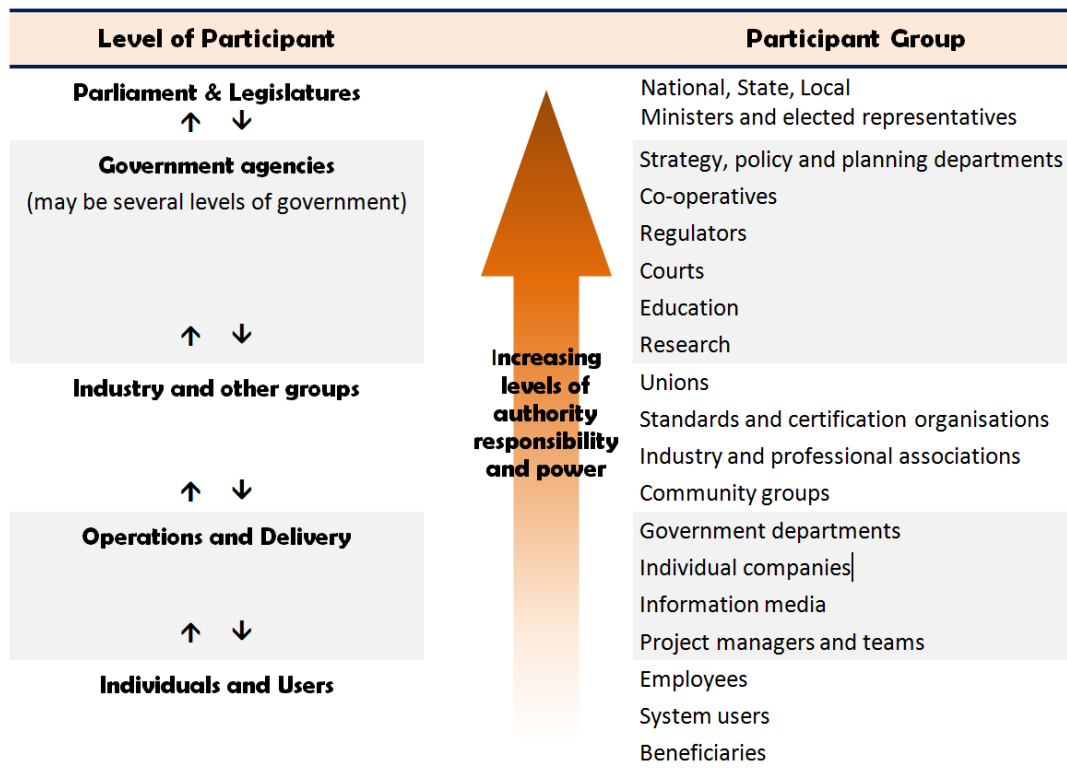 Level of Participant
Participant Group
Parliament & Legislatures
National, State, Local
Ministers and elected representatives
↑ ↓
Government agencies
(may be several levels of government)
Strategy, policy and planning departments
Co-operatives
Regulators
Courts
Education
Research
↑ ↓
Industry and other groups
Unions
Standards and certification organisations
Industry and professional associations
Community groups
↑ ↓
Operations and Delivery
Government departments
Individual companies
Information media
Project managers and teams
↑ ↓
Individuals and Users
Employees
System users
Beneficiaries
Increasing
levels of
authority
responsibility
and power